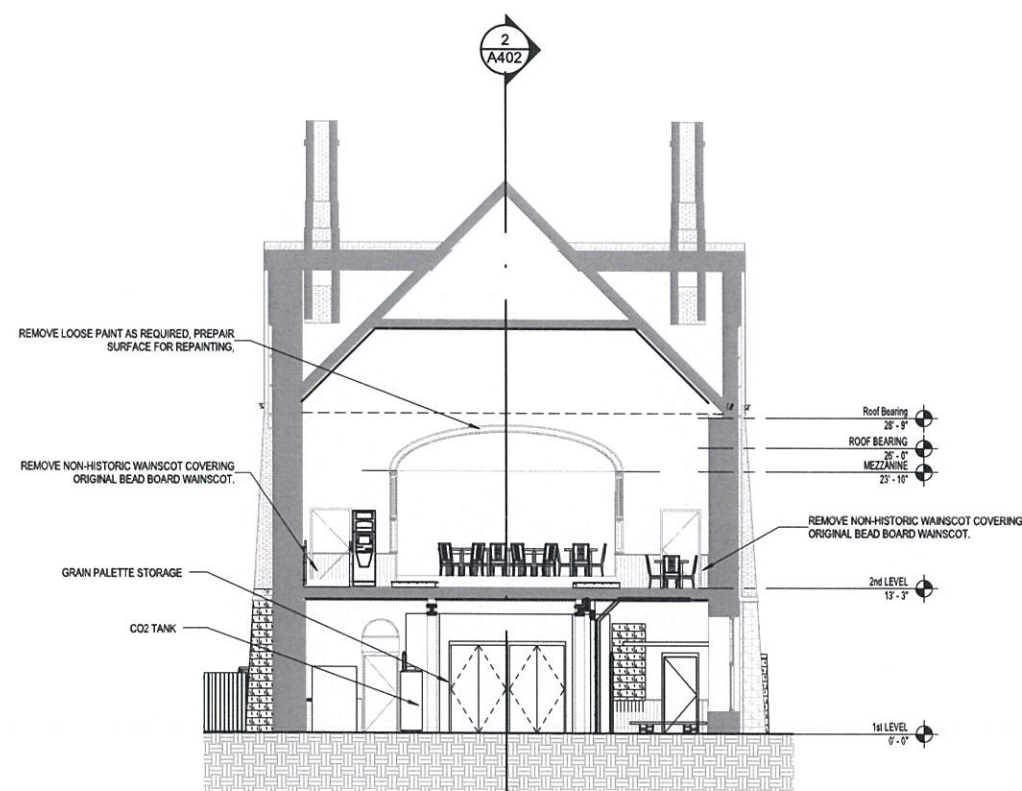 2
A402
REMOVE LOOSE PAINT AS REQUIRED, PREPAIR
SURFACE FOR REPAINTING,
Roof Bearing
28' - 9"
ROOF BEARING
26' - 0"
MEZZANINE
23' - 10"
REMOVE NON-HISTORIC WAINSCOT COVERING
ORIGINAL BEAD BOARD WAINSCOT.
REMOVE NON-HISTORIC WAINSCOT COVERING
ORIGINAL BEAD BOARD WAINSCOT.
GRAIN PALETTE STORAGE
2nd LEVEL
13' - 3"
CO2 TANK
1st LEVEL
0' - 0"